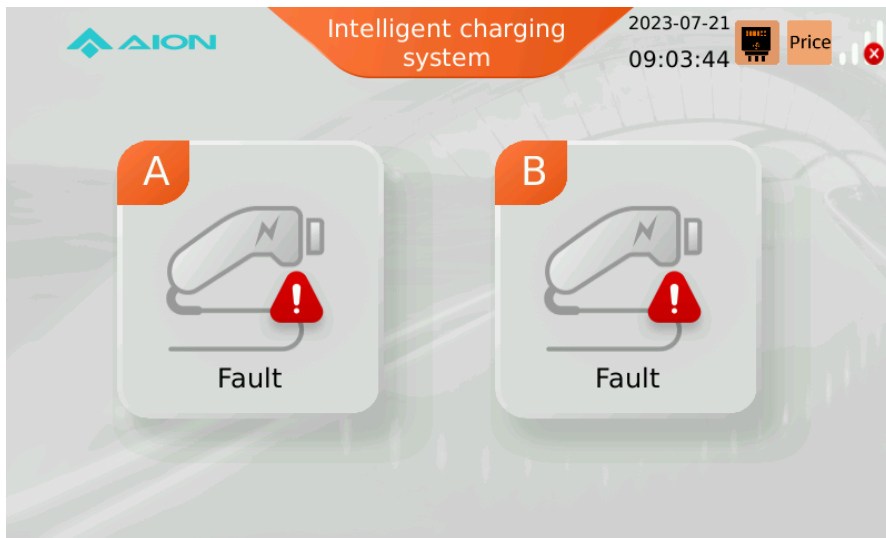 AION
Intelligent charging
system
2023-07-21
09:03:44
Price
A
B
Fault
Fault